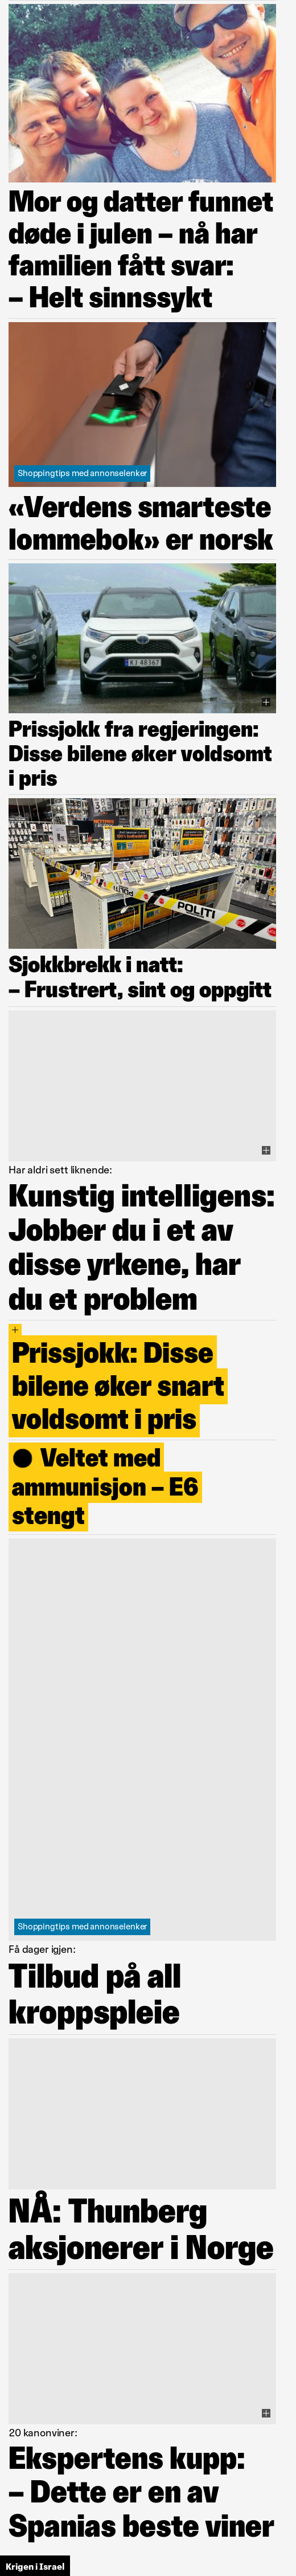 Mor og datter funnet
døde i julen – nå har
familien fått svar:
– Helt sinnssykt
Shoppingtips med annonselenker
«Verdens smarteste
lommebok» er norsk
Prissjokk fra regjeringen:
Disse bilene øker voldsomt
i pris
POLITI
Sjokkbrekk i natt:
– Frustrert, sint og oppgitt
Har aldri sett liknende:
Kunstig intelligens:
Jobber du i et av
disse yrkene, har
du et problem
Prissjokk: Disse
bilene øker snart
voldsomt i pris
Veltet med
ammunisjon – E6
stengt
Shoppingtips med annonselenker
Få dager igjen:
Tilbud på all
kroppspleie
NÅ: Thunberg
aksjonerer i Norge
20 kanonviner:
Ekspertens kupp:
– Dette er en av
Spanias beste viner
Krigen i Israel